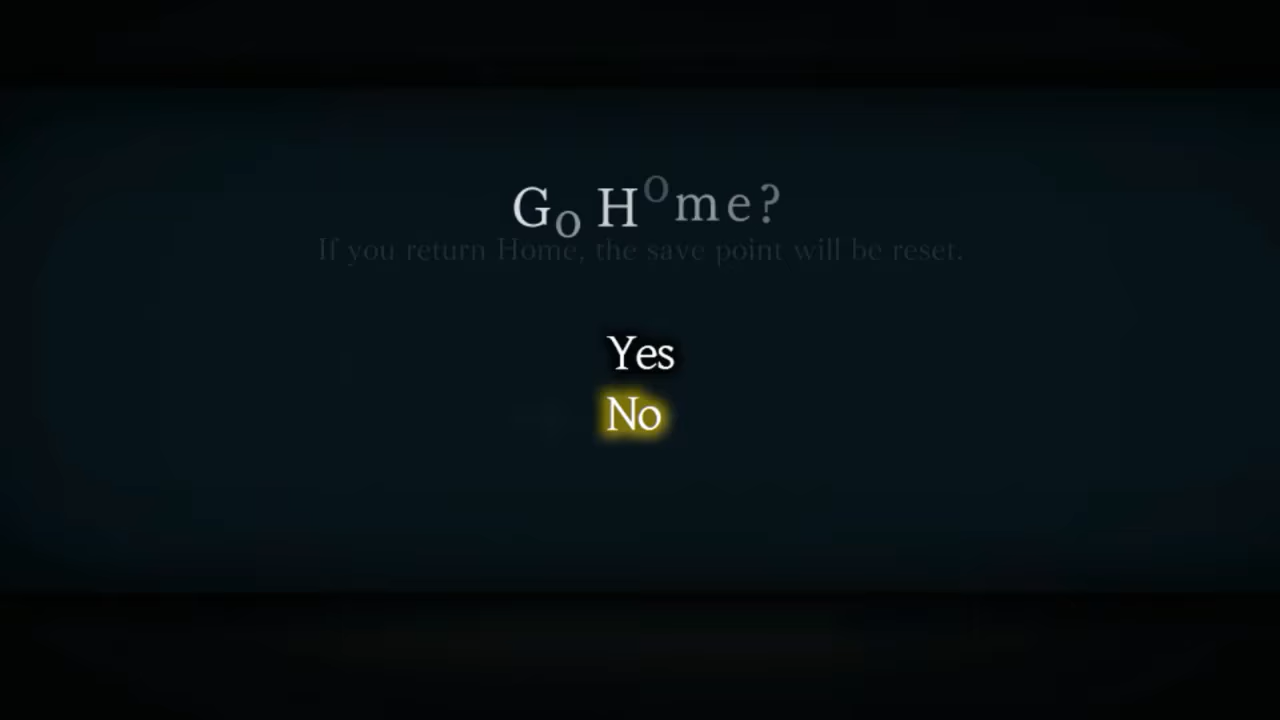 Go Home?
If you return Home, the save point will be reset.
Yes
No